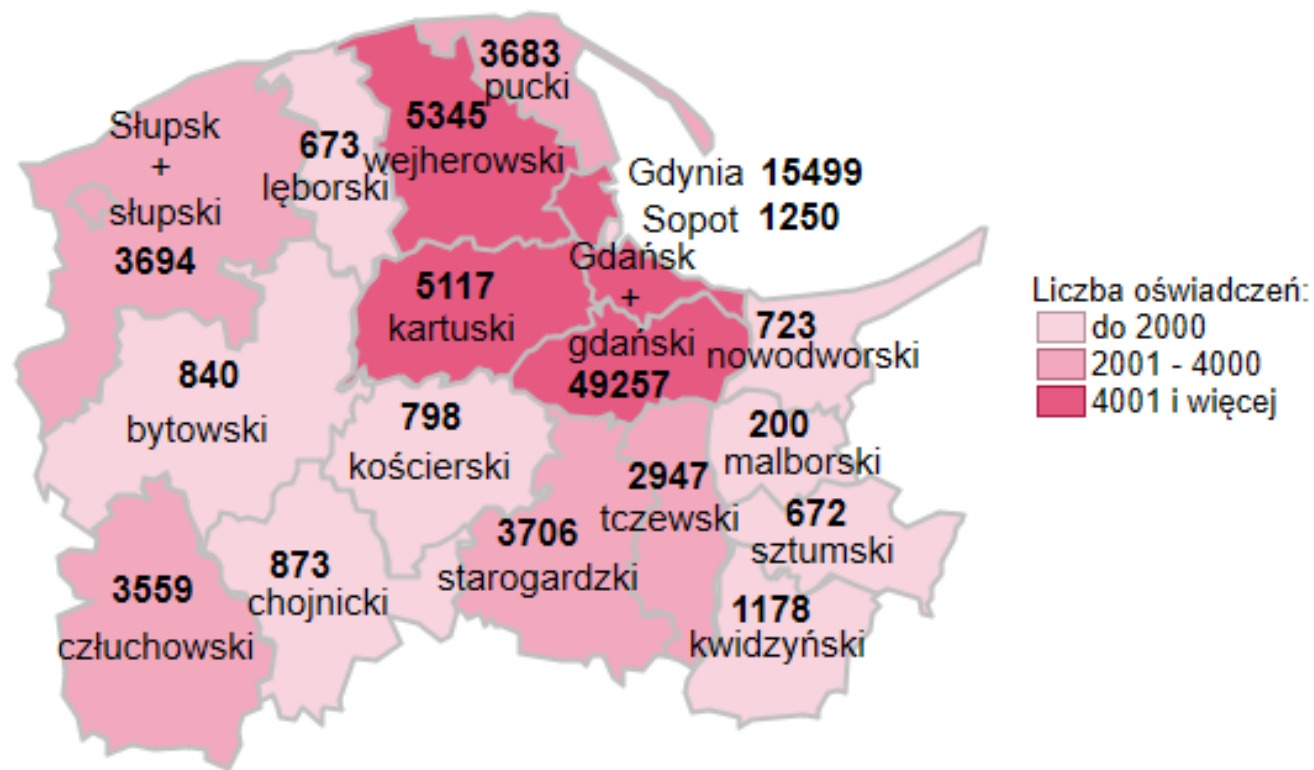 3683
pucki
Słupsk
+
słupski
3694
673
lęborski
5345
wejherowski
Gdynia 15499
Sopot 1250
Gdańsk
+
gdański
49257
5117
kartuski
723
nowodworski
840
bytowski
798
kościerski
200
malborski
2947
tczewski
672
sztumski
3706
starogardzki
873
chojnicki
3559
człuchowski
1178
kwidzyński
Liczba oświadczeń:
do 2000
2001 - 4000
4001 i więcej